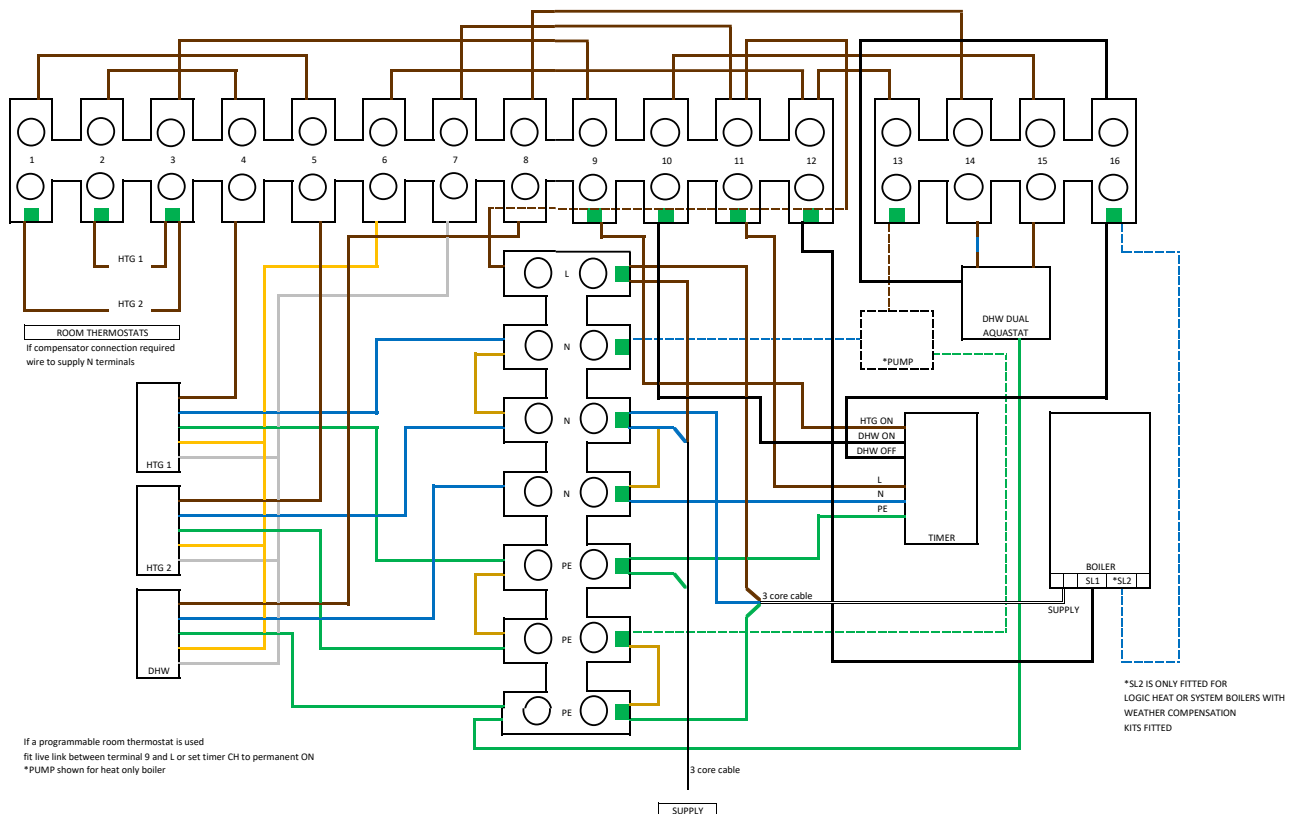 1 2 3 4 5 6 7 8 9 10 11 12 13 14 15 16
HTG 1
HTG 2
ROOM THERMOSTATS
If compensator connection required
wire to supply N terminals
L
N
N
N
PE
PE
PE
DHW DUAL
AQUASTAT
*PUMP
HTG 1
HTG 2
DHW
HTG ON
DHW ON
DHW OFF
L
N
PE
TIMER
BOILER
SL1 *SL2
SUPPLY
3 core cable
*SL2 IS ONLY FITTED FOR
LOGIC HEAT OR SYSTEM BOILERS WITH
WEATHER COMPENSATION
KITS FITTED
If a programmable room thermostat is used
fit live link between terminal 9 and L or set timer CH to permanent ON
*PUMP shown for heat only boiler
3 core cable
SUPPLY